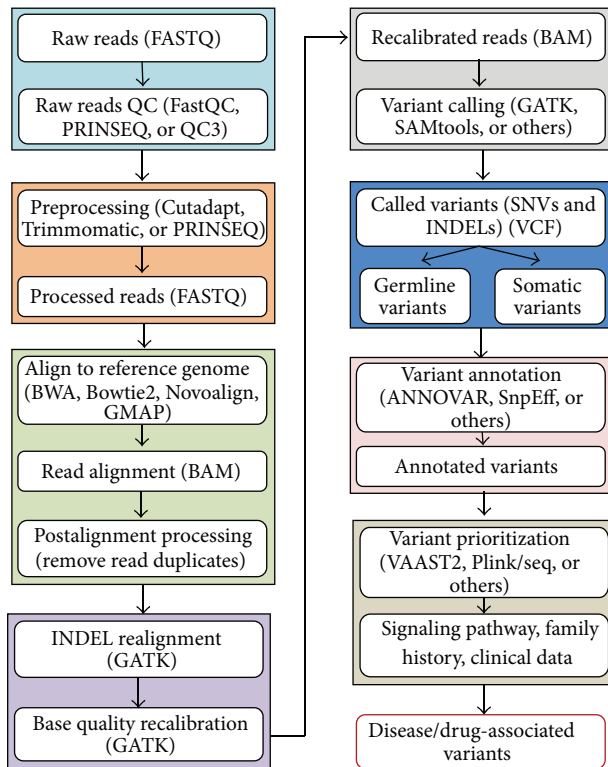 Raw reads (FASTQ)
Raw reads QC (FastQC,
PRINSEQ, or QC3)
Preprocessing (Cutadapt,
Trimmomatic, or PRINSEQ)
Processed reads (FASTQ)
Align to reference genome
(BWA, Bowtie2, Novoalign,
GMAP)
Read alignment (BAM)
Postalignment processing
(remove read duplicates)
INDEL realignment
(GATK)
Base quality recalibration
(GATK)
Recalibrated reads (BAM)
Variant calling (GATK,
SAMtools, or others)
Called variants (SNVs and
INDELs) (VCF)
Germline
variants
Somatic
variants
Variant annotation
(ANNOVAR, SnpEff, or
others)
Annotated variants
Variant prioritization
(VAAST2, Plink/seq, or
others)
Signaling pathway, family
history, clinical data
Disease/drug-associated
variants